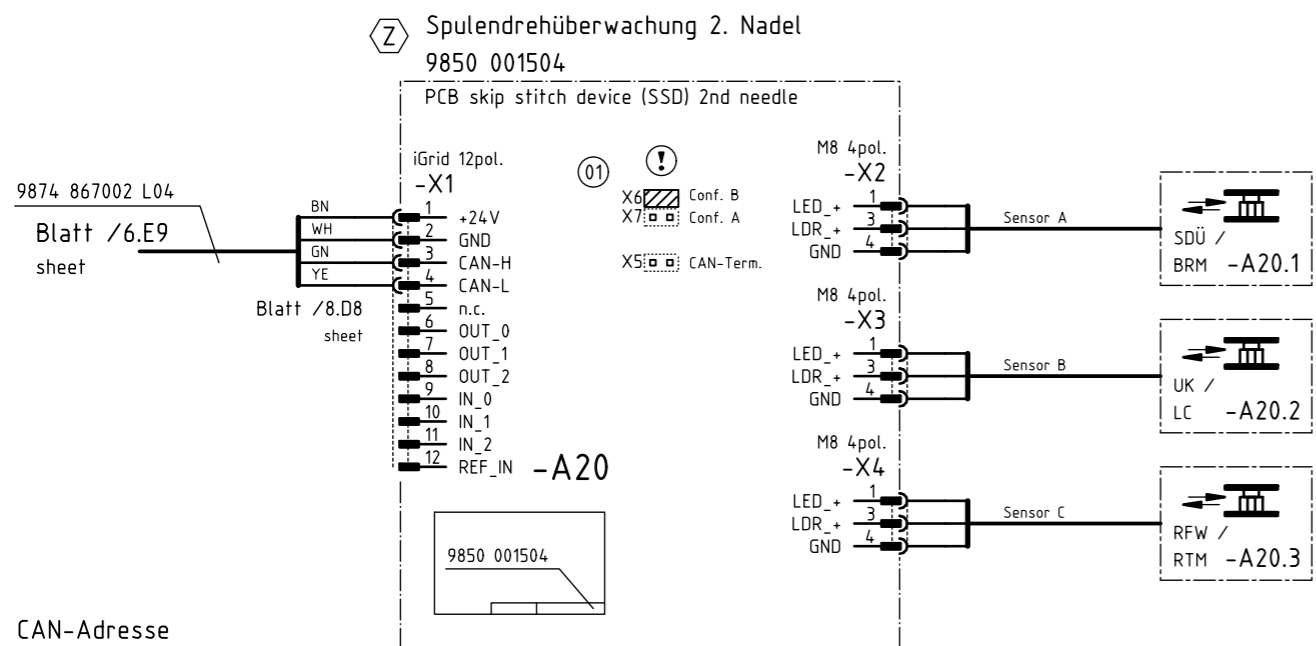 Z
Spulendrehüberwachung 2. Nadel
9850 001504
PCB skip stitch device (SSD) 2nd needle
9874 867002 L04
Blatt /6.E9
sheet
Blatt /8.D8
sheet
iGrid 12pol.
-X1
BN 1 +24V
WH 2 GND
GN 3 CAN-H
YE 4 CAN-L
5 n.c.
6 OUT_0
7 OUT_1
8 OUT_2
9 IN_0
10 IN_1
11 IN_2
12 REF_IN
-A20
01
!
X6 Conf. B
X7 Conf. A
X5 CAN-Term.
M8 4pol.
-X2
LED_+ 1
LDR_+ 3
GND 4
Sensor A
SDÜ /
BRM -A20.1
M8 4pol.
-X3
LED_+ 1
LDR_+ 3
GND 4
Sensor B
UK /
LC -A20.2
M8 4pol.
-X4
LED_+ 1
LDR_+ 3
GND 4
Sensor C
RFW /
RTM -A20.3
9850 001504
CAN-Adresse